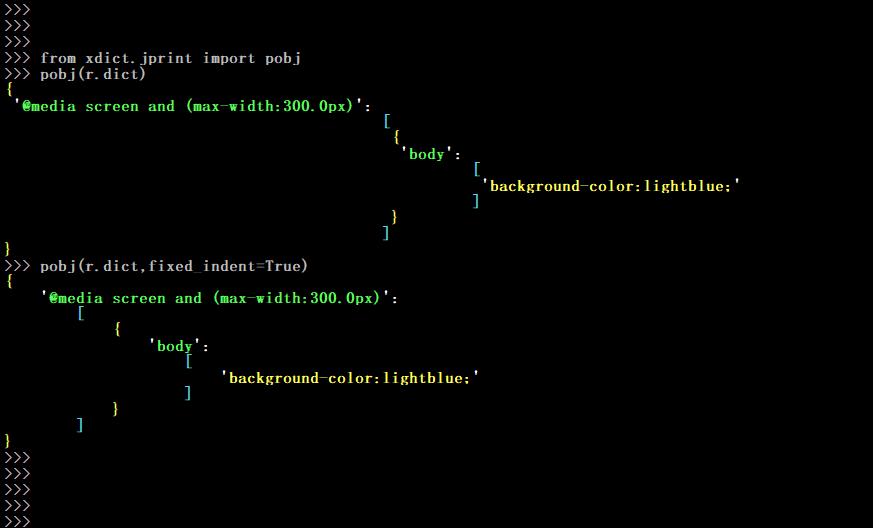 >>>
>>>
>>>
>>> from xdict.jprint import pobj
>>> pobj(r.dict)
{
 '@media screen and (max-width:300.0px)':
                                          [
                                           {
                                            'body':
                                                    [
                                                     'background-color:lightblue;'
                                                    ]
                                           }
                                          ]
}
>>> pobj(r.dict,fixed_indent=True)
{
    '@media screen and (max-width:300.0px)':
        [
            {
                'body':
                    [
                        'background-color:lightblue;'
                    ]
            }
        ]
}
>>>
>>>
>>>
>>>
>>>